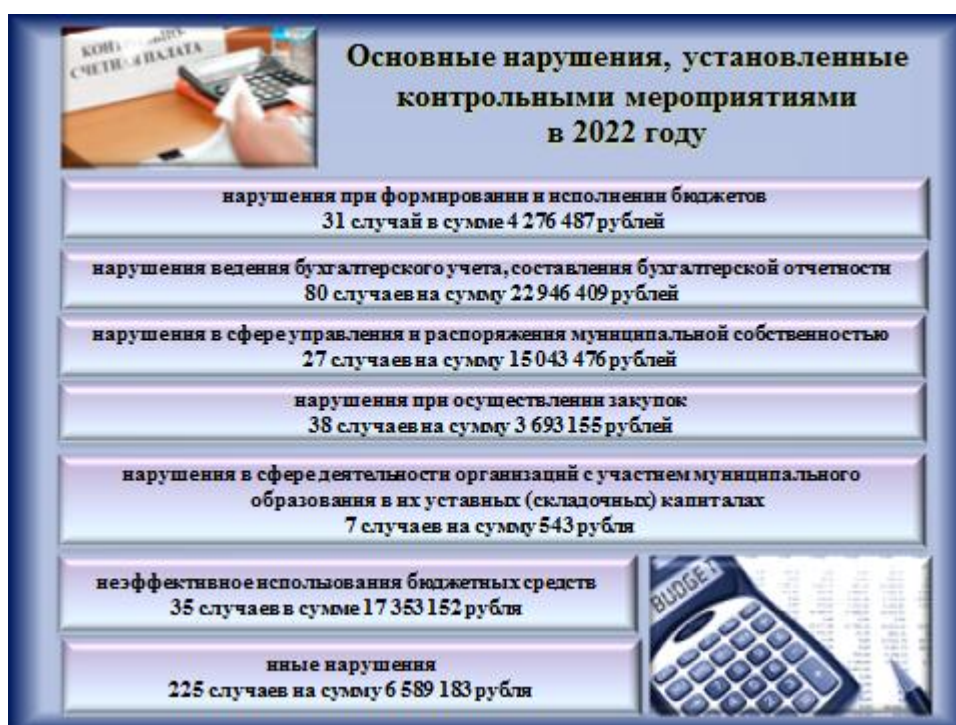 СЧЕТНАЯ ПАЛАТА
Основные нарушения, установленные
контрольными мероприятиями
в 2022 году
нарушения при формировании и исполнении бюджетов
31 случай в сумме 4 276 487 рублей
нарушения ведения бухгалтерского учета, составления бухгалтерской отчетности
80 случаев на сумму 22 946 409 рублей
нарушения в сфере управления и распоряжения муниципальной собственностью
27 случаев на сумму 15 043 476 рублей
нарушения при осуществлении закупок
38 случаев на сумму 3 693 155 рублей
нарушения в сфере деятельности организаций с участием муниципального
образования в их уставных (складочных) капиталах
7 случаев на сумму 543 рубля
неэффективное использования бюджетных средств
35 случаев в сумме 17 353 152 рубля
BUDGET
иные нарушения
225 случаев на сумму 6 589 183 рубля